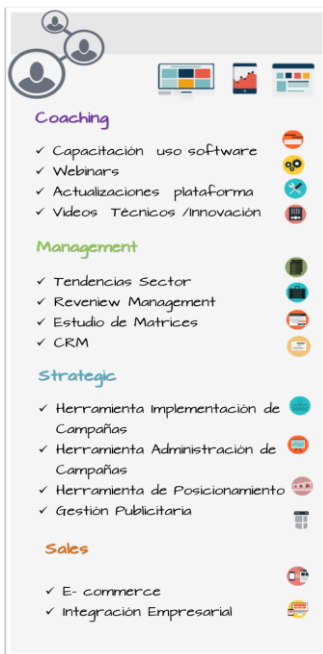 Coaching
✓ Capacitación uso software
✓ Webinars
✓ Actualizaciones plataforma
✓ Videos Técnicos /Innovación
Management
✓ Tendencias Sector
✓ Reveniew Management
✓ Estudio de Matrices
✓ CRM
Strategic
✓ Herramienta Implementación de
Campañas
✓ Herramienta Administración de
Campañas
✓ Herramienta de Posicionamiento
✓ Gestión Publicitaria
Sales
✓ E- commerce
✓ Integración Empresarial